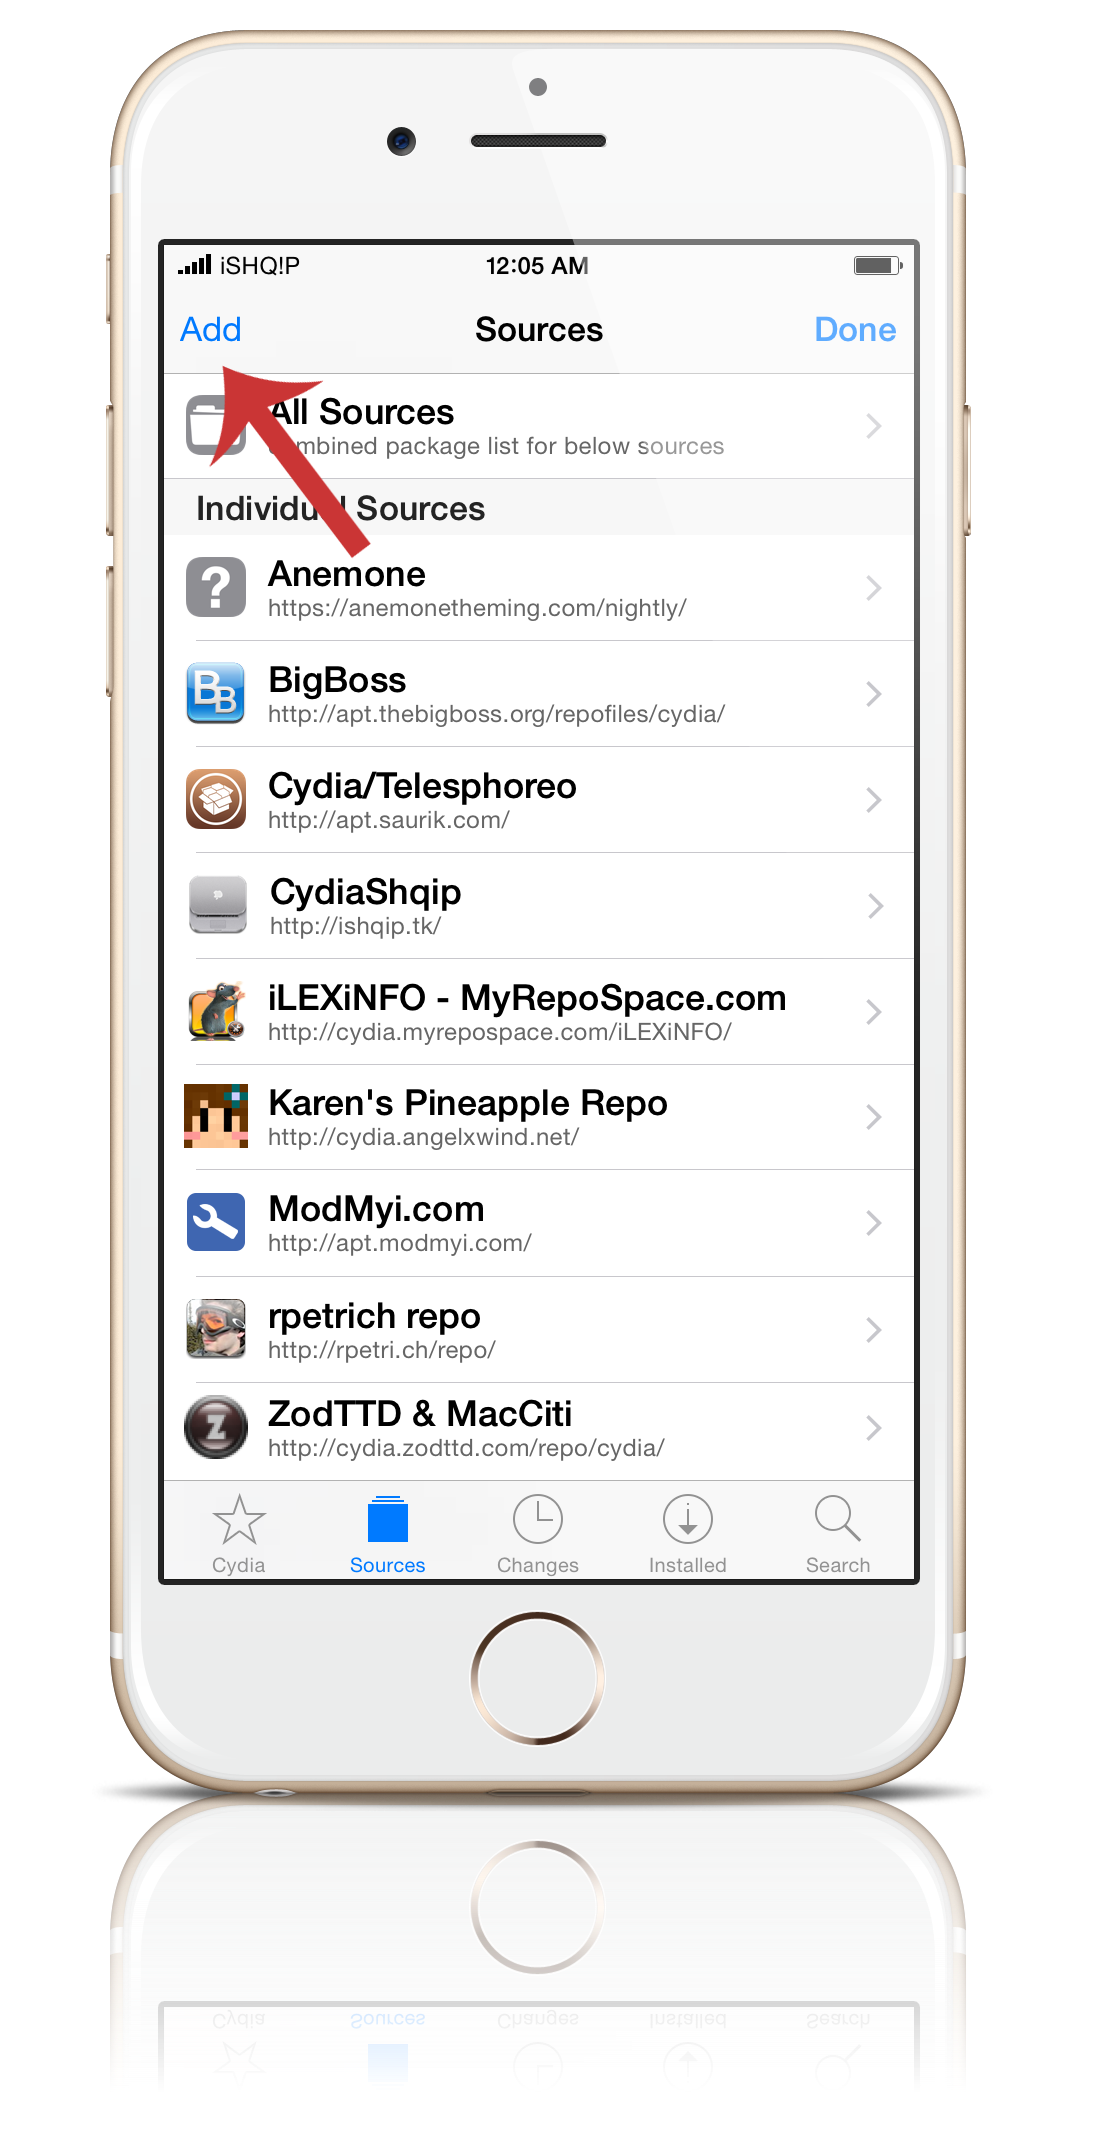 iSHQ!P 12:05 AM
Add Sources Done
All Sources
combined package list for below sources
Individual Sources
Anemone
https://anemonetheming.com/nightly/
BigBoss
http://apt.thebigboss.org/repofiles/cydia/
Cydia/Telesphoreo
http://apt.saurik.com/
CydiaShqip
http://ishqip.tk/
iLEXiNFO - MyRepoSpace.com
http://cydia.myrepospace.com/iLEXiNFO/
Karen's Pineapple Repo
http://cydia.angelxwind.net/
ModMyi.com
http://apt.modmyi.com/
rpetrich repo
http://rpetri.ch/repo/
ZodTTD & MacCiti
http://cydia.zodttd.com/repo/cydia/
Cydia Sources Changes Installed Search